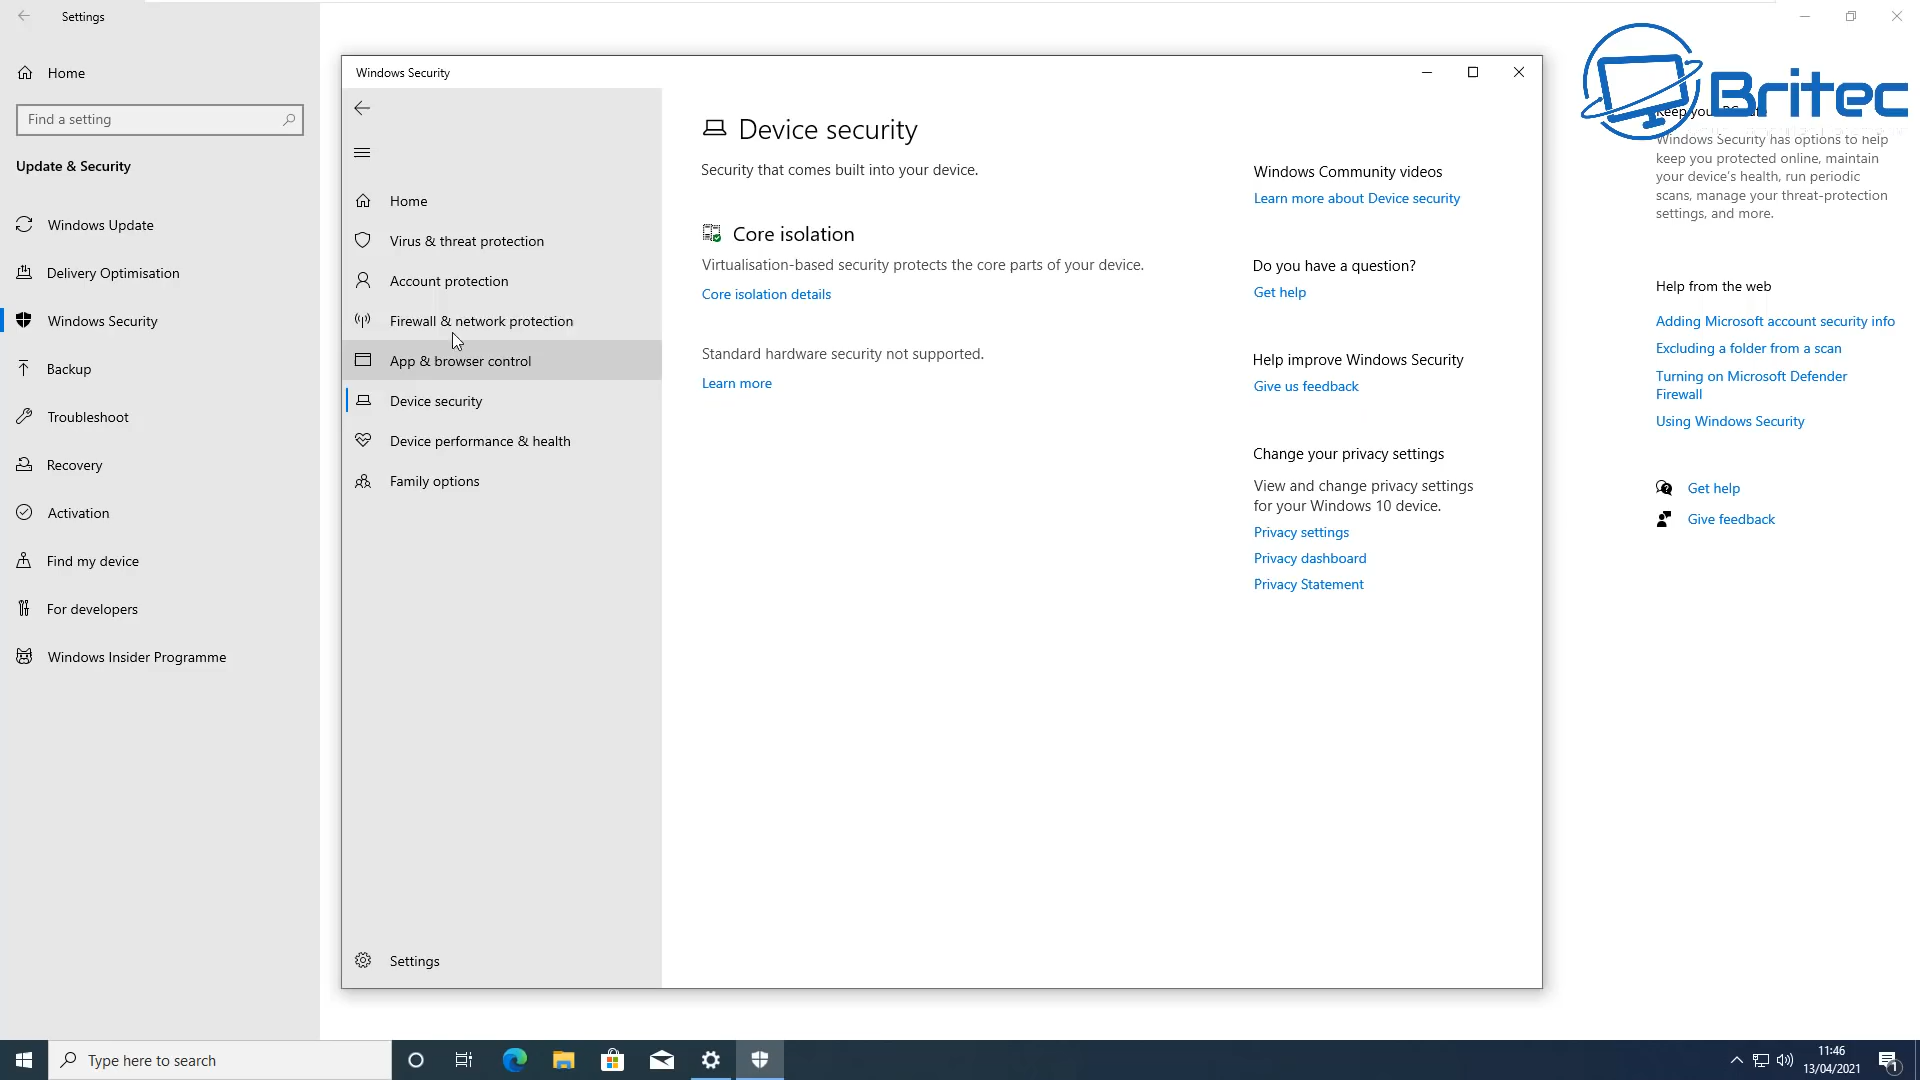 Settings
Home
Find a setting
Update & Security
Windows Update
Delivery Optimisation
Windows Security
Backup
Troubleshoot
Recovery
Activation
Find my device
For developers
Windows Insider Programme
Windows Security
Home
Virus & threat protection
Account protection
Firewall & network protection
App & browser control
Device security
Device performance & health
Family options
Settings
Device security
Security that comes built into your device.
Core isolation
Virtualisation-based security protects the core parts of your device.
Core isolation details
Standard hardware security not supported.
Learn more
Windows Community videos
Learn more about Device security
Do you have a question?
Get help
Help improve Windows Security
Give us feedback
Change your privacy settings
View and change privacy settings
for your Windows 10 device.
Privacy settings
Privacy dashboard
Privacy Statement
Britec
Windows Security has options to help
keep you protected online, maintain
your device's health, run periodic
scans, manage your threat-protection
settings, and more.
Help from the web
Adding Microsoft account security info
Excluding a folder from a scan
Turning on Microsoft Defender
Firewall
Using Windows Security
Get help
Give feedback
Type here to search
11:46
13/04/2021
1